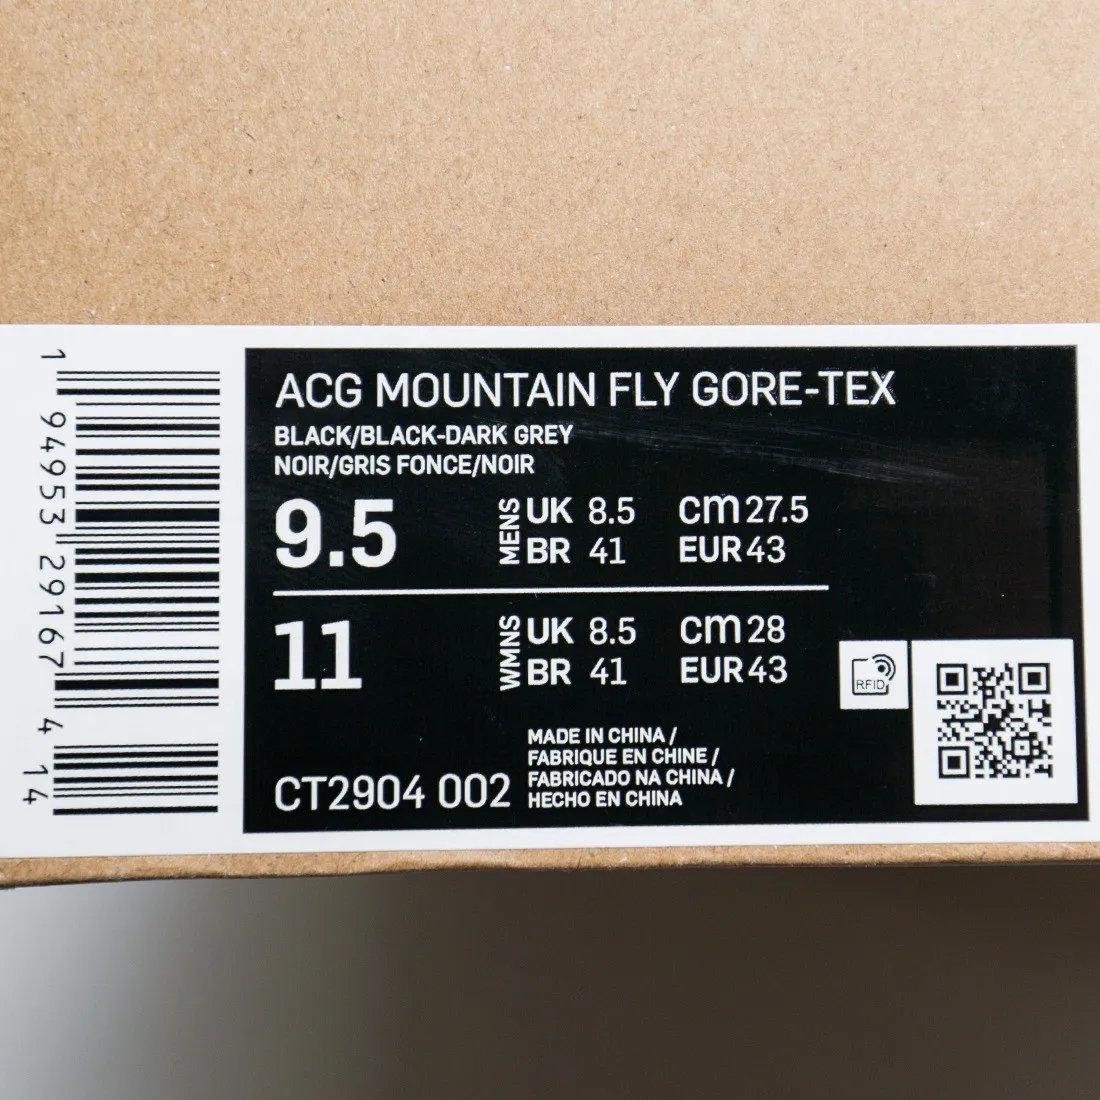 ACG MOUNTAIN FLY GORE-TEX
BLACK/BLACK-DARK GREY
NOIR/GRIS FONCE/NOIR
9.5 MENS UK 8.5 cm 27.5
BR 41 EUR 43
11 WMNS UK 8.5 cm 28
BR 41 EUR 43
RFID
MADE IN CHINA /
FABRIQUE EN CHINE /
FABRICADO NA CHINA /
HECHO EN CHINA
CT2904 002
1 94953 29167 4 14